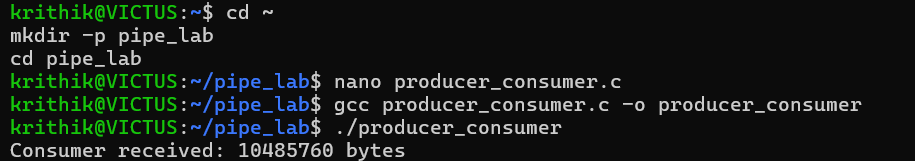 krithik@VICTUS:~$ cd ~
mkdir -p pipe_lab
cd pipe_lab
krithik@VICTUS:~/pipe_lab$ nano producer_consumer.c
krithik@VICTUS:~/pipe_lab$ gcc producer_consumer.c -o producer_consumer
krithik@VICTUS:~/pipe_lab$ ./producer_consumer
Consumer received: 10485760 bytes